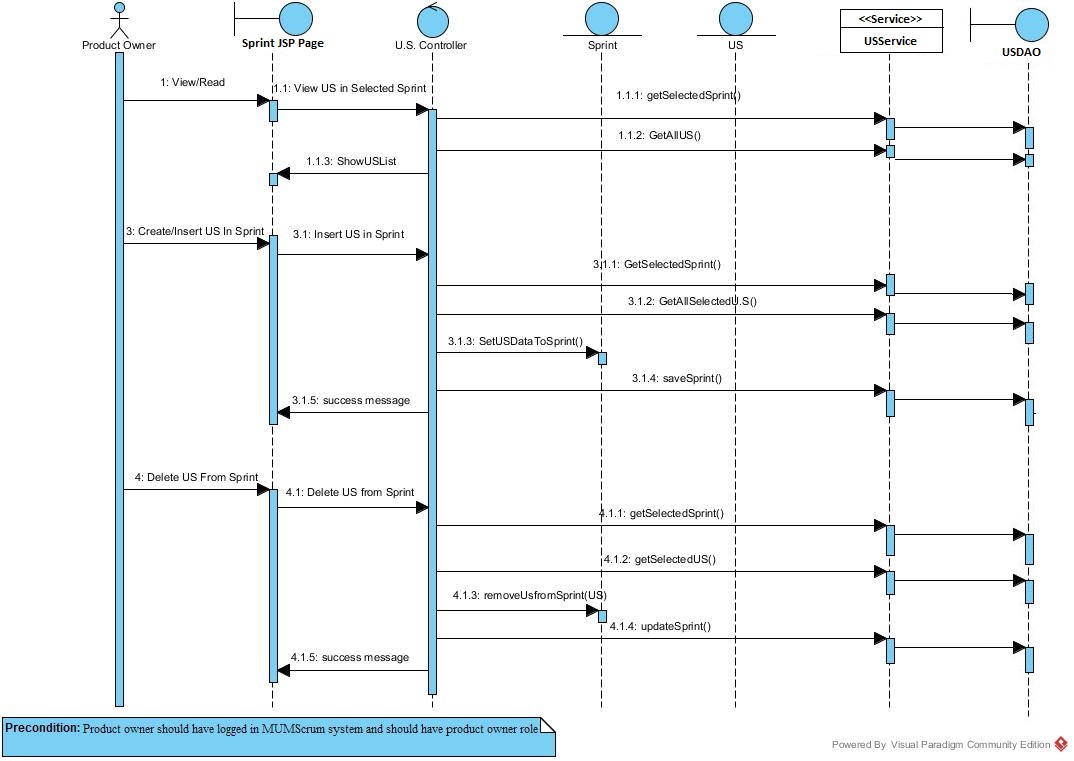 Product Owner
Sprint JSP Page
U.S. Controller
Sprint
US
<<Service>>
USService
USDAO
1: View/Read
1.1: View US in Selected Sprint
1.1.1: getSelectedSprint()
1.1.2: GetAllUS()
1.1.3: ShowUSList
3: Create/Insert US In Sprint
3.1: Insert US in Sprint
3.1.1: GetSelectedSprint()
3.1.2: GetAllSelectedU.S()
3.1.3: SetUSDataToSprint()
3.1.4: saveSprint()
3.1.5: success message
4: Delete US From Sprint
4.1: Delete US from Sprint
4.1.1: getSelectedSprint()
4.1.2: getSelectedUS()
4.1.3: removeUsfromSprint(US)
4.1.4: updateSprint()
4.1.5: success message
Precondition: Product owner should have logged in MUMScrum system and should have product owner role
Powered By Visual Paradigm Community Edition